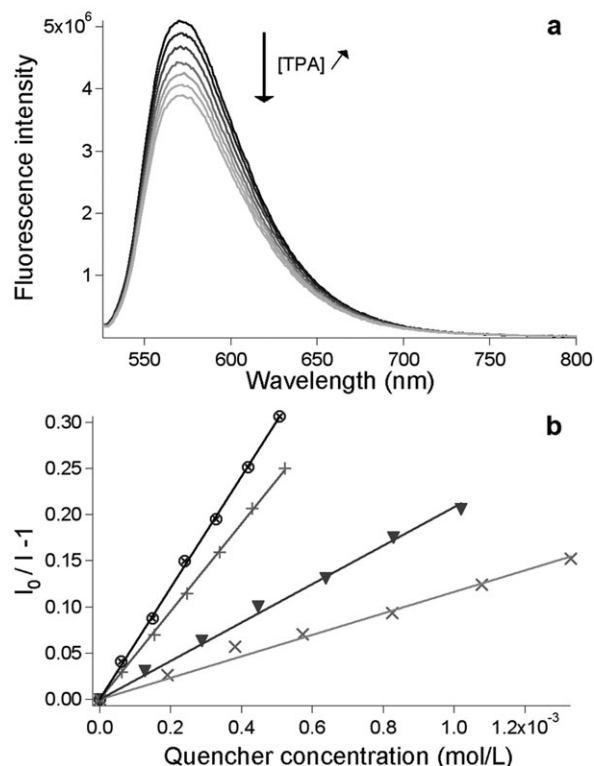 a
5x10⁶
4
3
2
1
Fluorescence intensity
[TPA]
550 600 650 700 750 800
Wavelength (nm)
b
0.30
0.25
0.20
0.15
0.10
0.05
0.00
I₀ / I -1
0.0 0.2 0.4 0.6 0.8 1.0 1.2x10⁻³
Quencher concentration (mol/L)